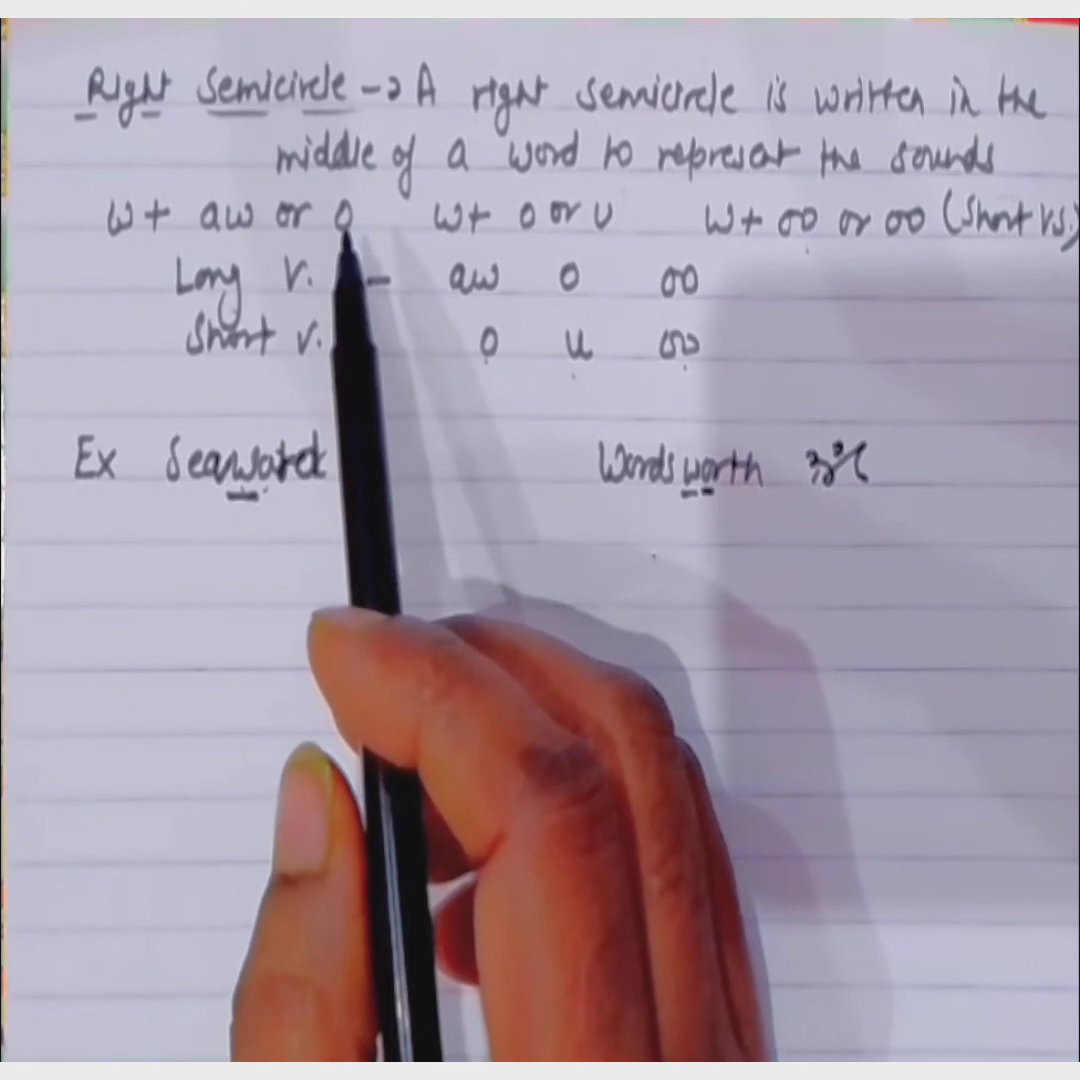 Right Semicircle → A right semicircle is written in the
middle of a word to represent the sounds
w+ aw or o w+ o or u w+ oo or oo (Short vs.)
Long V. - aw o oo
Short V. o u oo
Ex Seaward Wordsworth